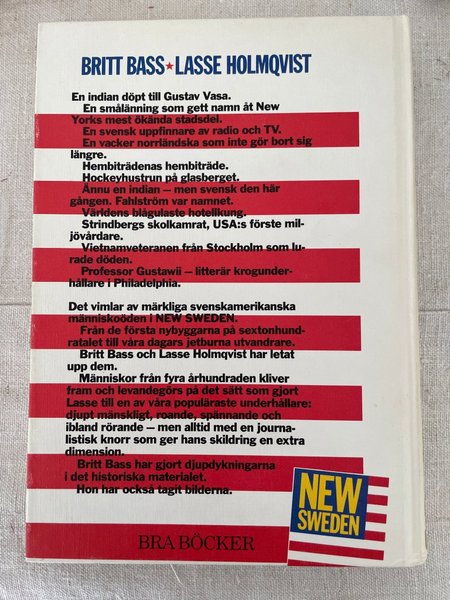 BRITT BASS★LASSE HOLMQVIST
En indian döpt till Gustav Vasa.
En smålänning som gett namn åt New
Yorks mest ökända stadsdel.
En svensk uppfinnare av radio och TV.
En vacker norrländska som inte gör bort sig
längre.
Hembiträdenas hembiträde.
Hockeyhustrun på glasberget.
Ännu en indian – men svensk den här
gången. Fahlström var namnet.
Världens blågulaste hotellkung.
Strindbergs skolkamrat, USA:s förste mil-
jövårdare.
Vietnamveteranen från Stockholm som lu-
rade döden.
Professor Gustawii – litterär krogunder-
hållare i Philadelphia.
Det vimlar av märkliga svenskamerikanska
människoöden i NEW SWEDEN.
Från de första nybyggarna på sextonhund-
ratalet till våra dagars jetburna utvandrare.
Britt Bass och Lasse Holmqvist har letat
upp dem.
Människor från fyra århundraden kliver
fram och levandegörs på det sätt som gjort
Lasse till en av våra populäraste underhållare:
djupt mänskligt, roande, spännande och
ibland rörande – men alltid med en journa-
listisk knorr som ger hans skildring en extra
dimension.
Britt Bass har gjort djupdykningarna
i det historiska materialet.
Hon har också tagit bilderna.
NEW
SWEDEN
BRA BÖCKER